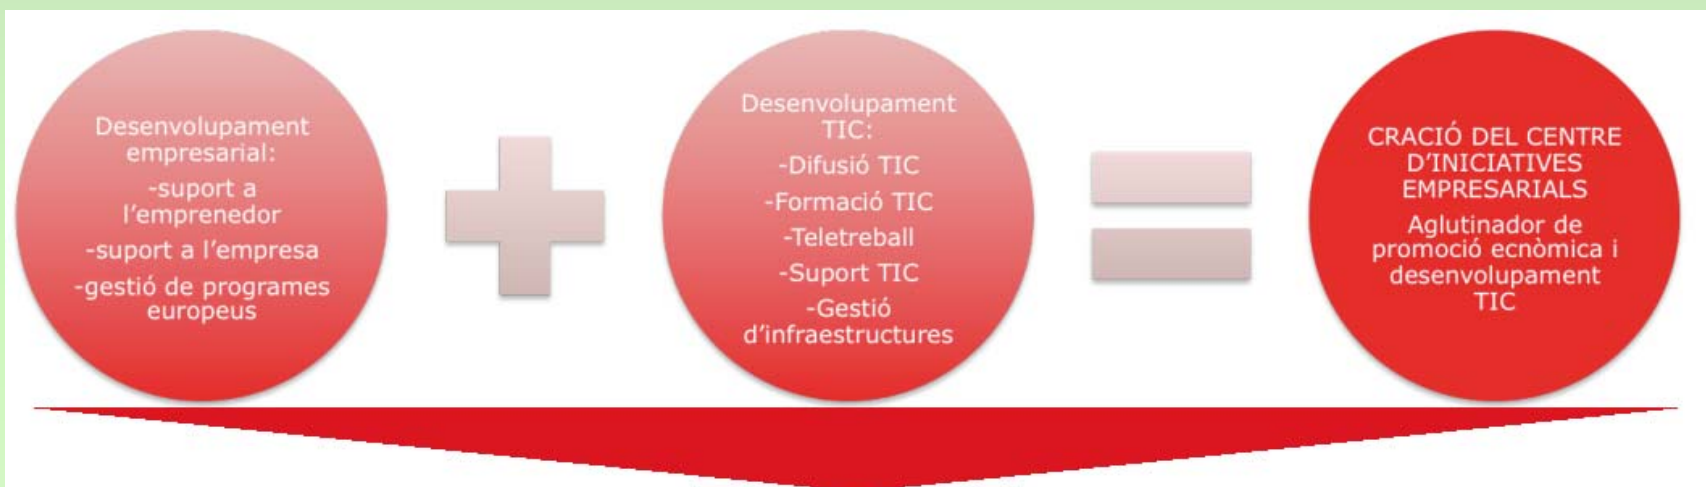 Desenvolupament
empresarial:
-suport a
l'emprenedor
-suport a l'empresa
-gestió de programes
europeus
Desenvolupament
TIC:
-Difusió TIC
-Formació TIC
-Teletreball
-Suport TIC
-Gestió
d'infraestructures
CRACIÓ DEL CENTRE
D'INICIATIVES
EMPRESARIALS
Aglutinador de
promoció ecnòmica i
desenvolupament
TIC